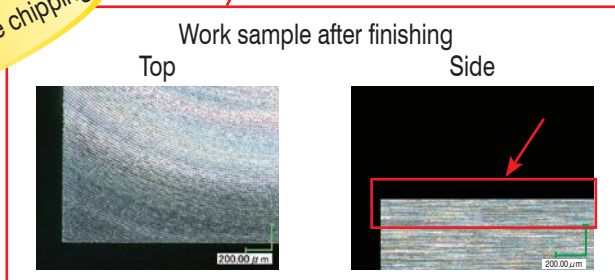 chipping
Work sample after finishing
Top
Side
200.00 μm
200.00 μm